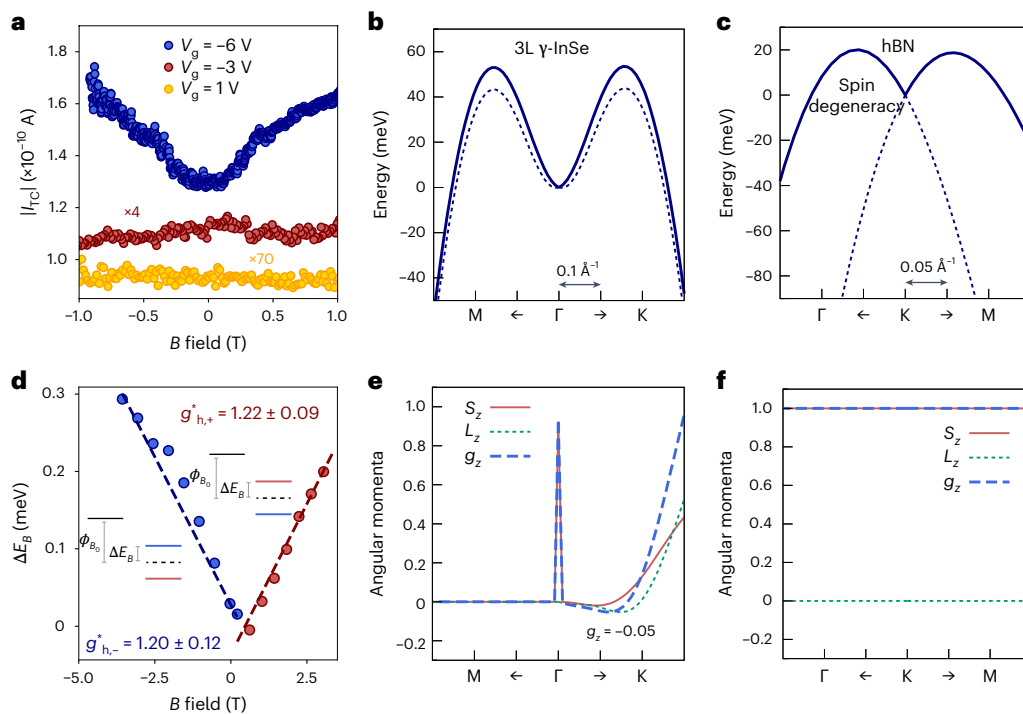 a
1.8
1.6
1.4
1.2
1.0
|I_TC| (×10⁻¹⁰ A)
V_g = −6 V
V_g = −3 V
V_g = 1 V
×4
×70
−1.0 −0.5 0 0.5 1.0
B field (T)
b
60
40
20
0
−20
−40
Energy (meV)
3L γ-InSe
0.1 Å⁻¹
M ← Γ → K
c
20
0
−20
−40
−60
−80
Energy (meV)
hBN
Spin
degeneracy
0.05 Å⁻¹
Γ ← K → M
d
0.3
0.2
0.1
0
ΔE_B (meV)
g*_h,+ = 1.22 ± 0.09
ϕ_B₀
ΔE_B
ϕ_B₀
ΔE_B
g*_h,− = 1.20 ± 0.12
−5.0 −2.5 0 2.5
B field (T)
e
1.0
0.8
0.6
0.4
0.2
0
−0.2
Angular momenta
S_z
L_z
g_z
g_z = −0.05
M ← Γ → K
f
1.0
0.8
0.6
0.4
0.2
0
−0.2
Angular momenta
S_z
L_z
g_z
Γ ← K → M